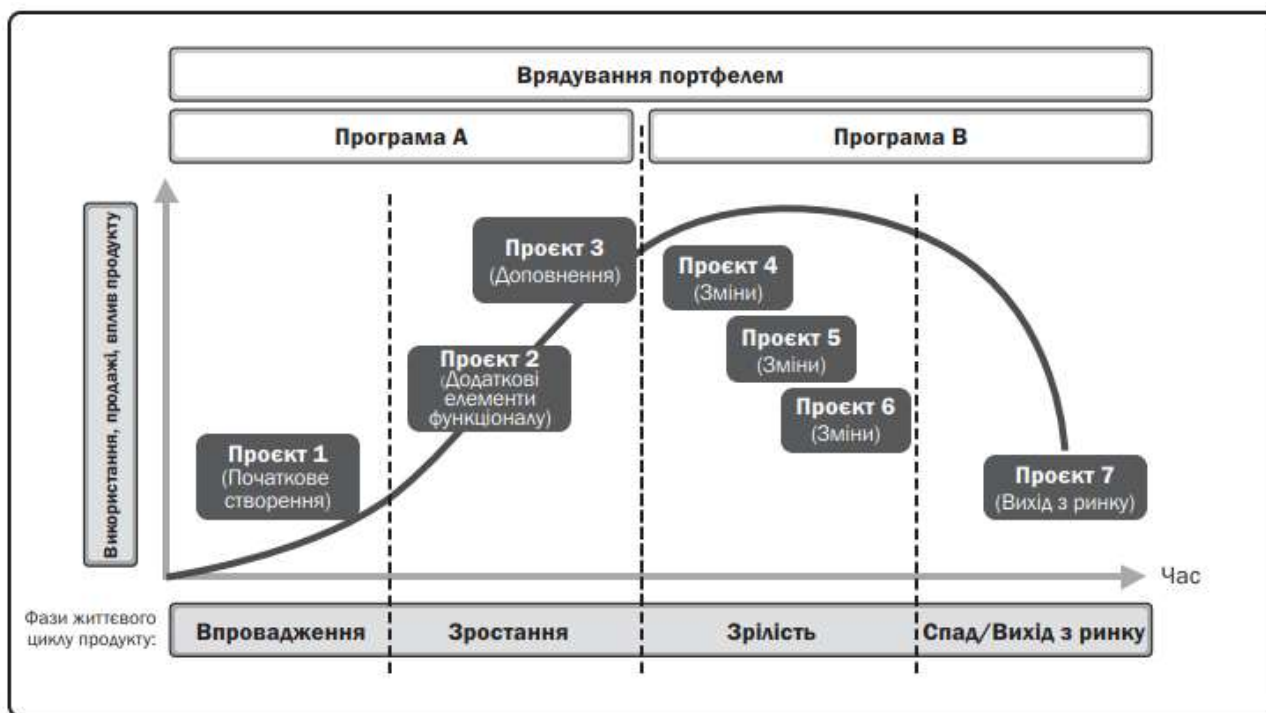 Врядування портфелем
Програма А
Програма В
Використання, продажі, вплив продукту
Проєкт 3
(Доповнення)
Проєкт 4
(Зміни)
Проєкт 5
(Зміни)
Проєкт 2
(Додаткові
елементи
функціоналу)
Проєкт 6
(Зміни)
Проєкт 1
(Початкове
створення)
Проєкт 7
(Вихід з ринку)
Час
Фази життєвого
циклу продукту:
Впровадження
Зростання
Зрілість
Спад/Вихід з ринку